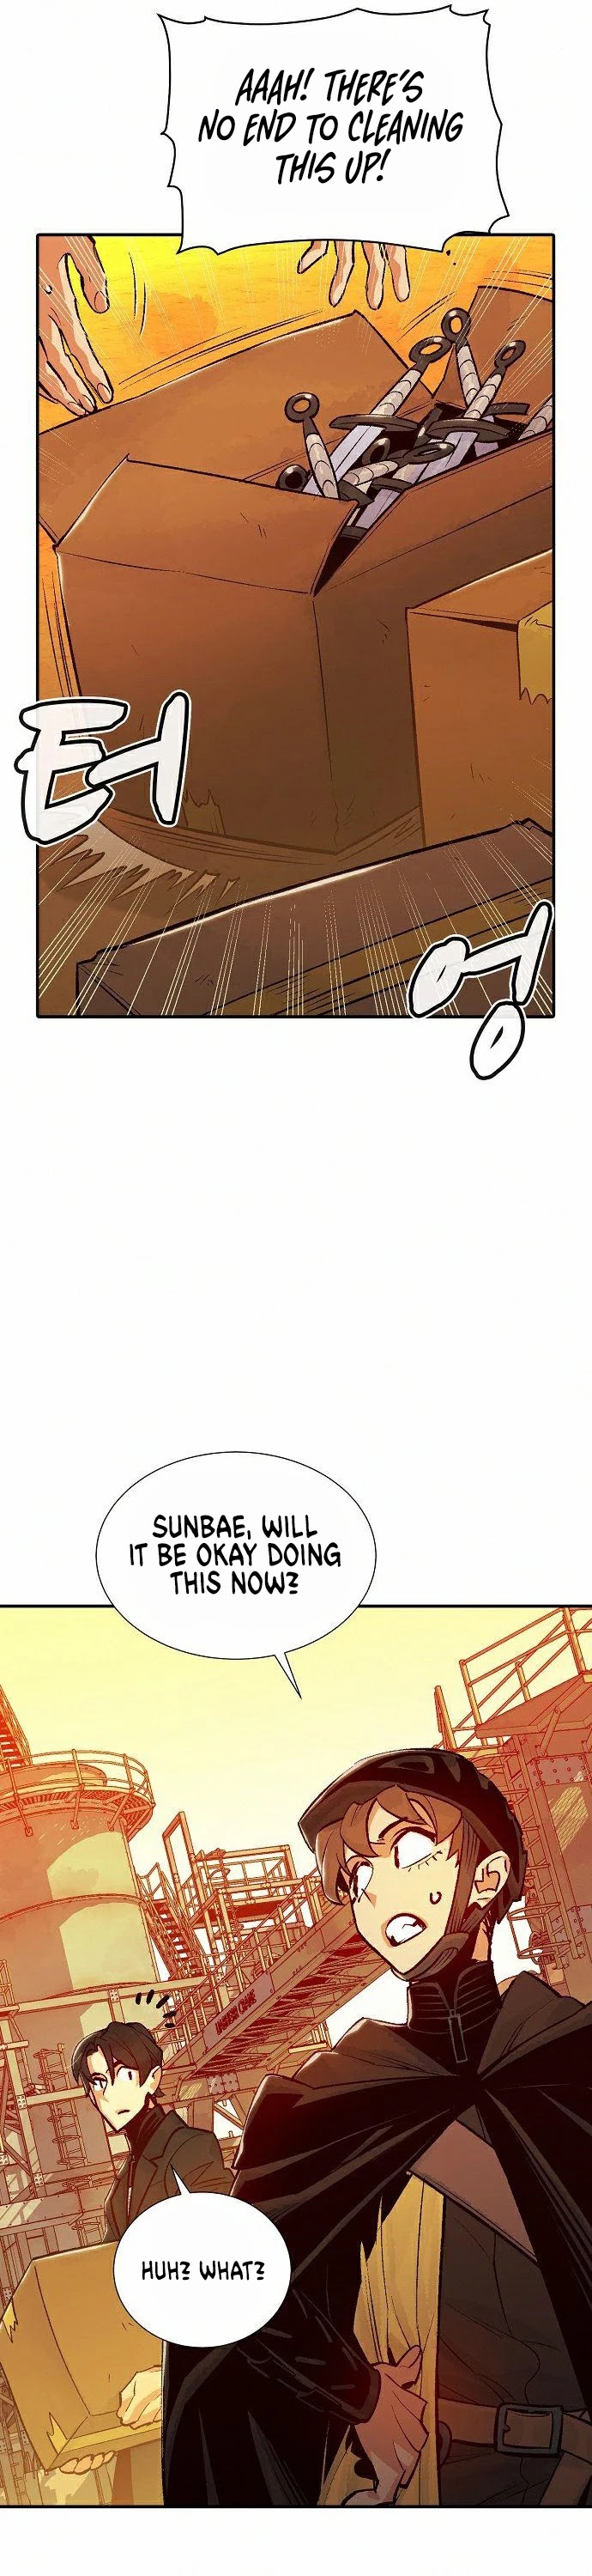 AAAH! THERE'S
NO END TO CLEANING
THIS UP!
터
엉
SUNBAE, WILL
IT BE OKAY DOING
THIS NOW?
HUH? WHAT?